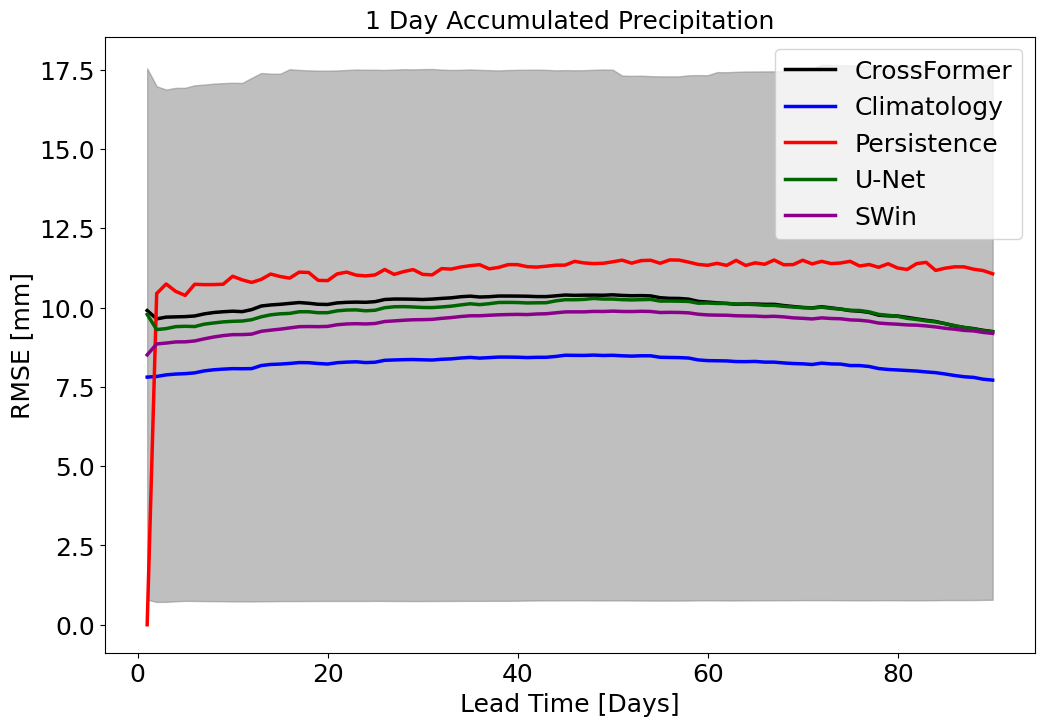 1 Day Accumulated Precipitation
CrossFormer
Climatology
Persistence
U-Net
SWin
RMSE [mm]
17.5
15.0
12.5
10.0
7.5
5.0
2.5
0.0
0 20 40 60 80
Lead Time [Days]